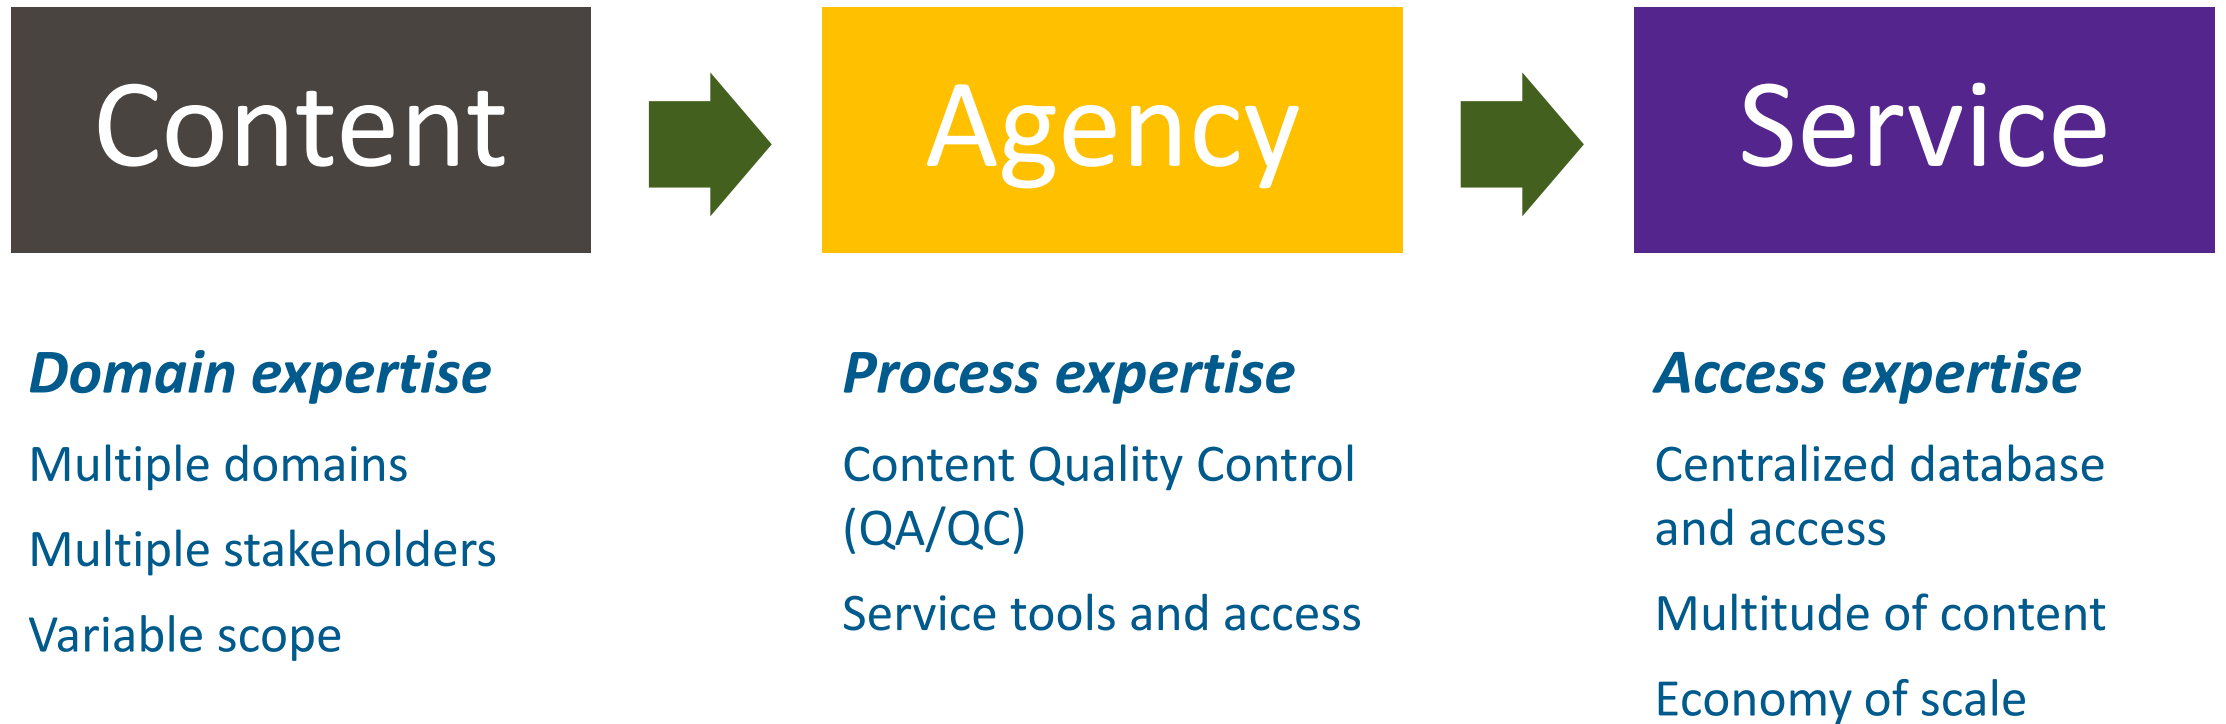 Content
Agency
Service
Domain expertise
Multiple domains
Multiple stakeholders
Variable scope
Process expertise
Content Quality Control
(QA/QC)
Service tools and access
Access expertise
Centralized database
and access
Multitude of content
Economy of scale